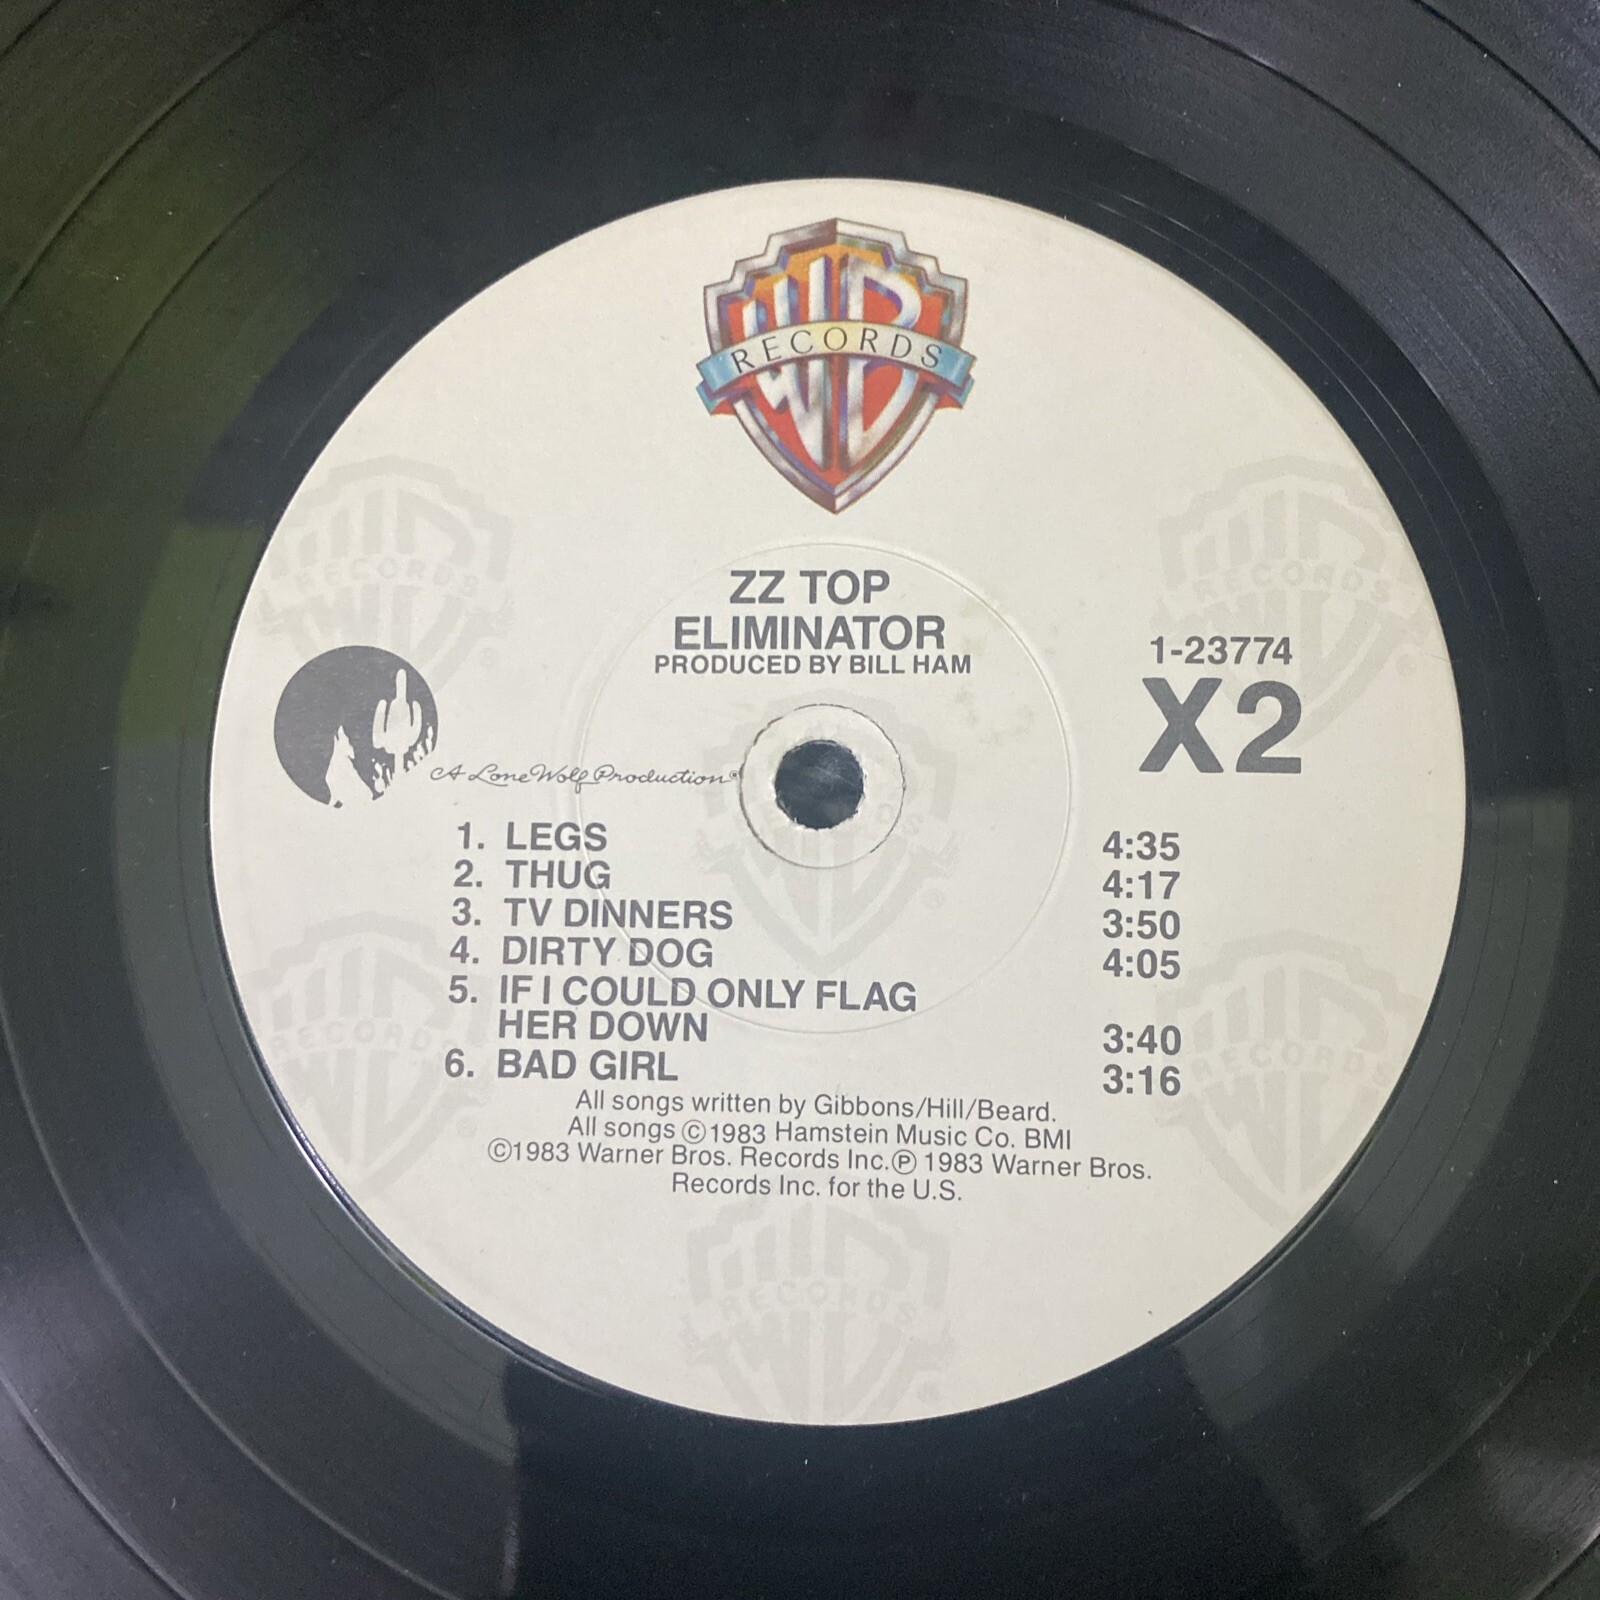 WB
RECORDS
ZZ TOP
ELIMINATOR
PRODUCED BY BILL HAM
1-23774
X2
A Lone Wolf Production®
1. LEGS 4:35
2. THUG 4:17
3. TV DINNERS 3:50
4. DIRTY DOG 4:05
5. IF I COULD ONLY FLAG
HER DOWN 3:40
6. BAD GIRL 3:16
All songs written by Gibbons/Hill/Beard.
All songs ©1983 Hamstein Music Co. BMI
©1983 Warner Bros. Records Inc.℗ 1983 Warner Bros.
Records Inc. for the U.S.